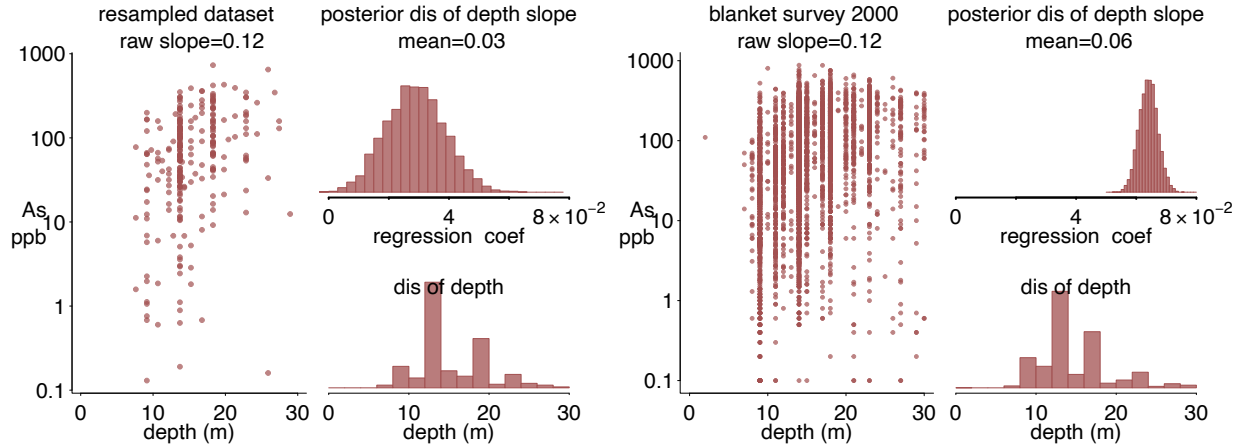 resampled dataset
raw slope=0.12
1000
100
As
10
ppb
1
0.1
0 10 20 30
depth (m)
posterior dis of depth slope
mean=0.03
0 4 8 × 10⁻²
regression coef
dis of depth
0 10 20 30
depth (m)
blanket survey 2000
raw slope=0.12
1000
100
As
10
ppb
1
0.1
0 10 20 30
depth (m)
posterior dis of depth slope
mean=0.06
0 4 8 × 10⁻²
regression coef
dis of depth
0 10 20 30
depth (m)